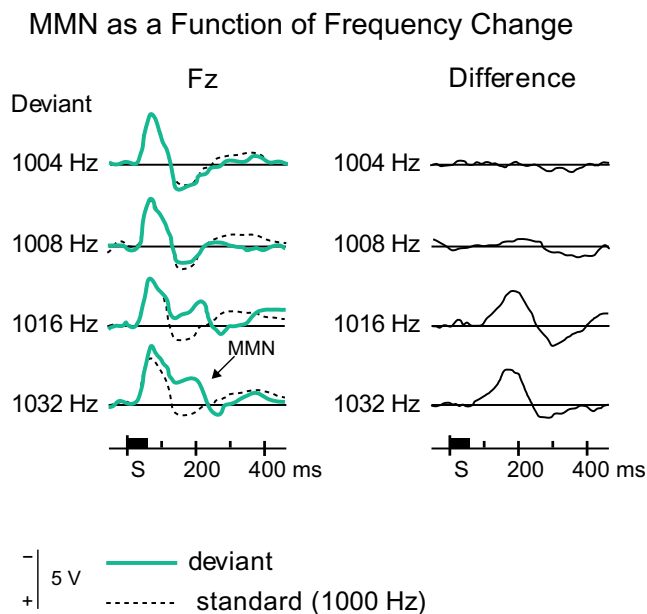 MMN as a Function of Frequency Change
Fz
Difference
Deviant
1004 Hz
1004 Hz
1008 Hz
1008 Hz
1016 Hz
1016 Hz
MMN
1032 Hz
1032 Hz
S 200 400 ms
S 200 400 ms
−
5 V
+
deviant
standard (1000 Hz)